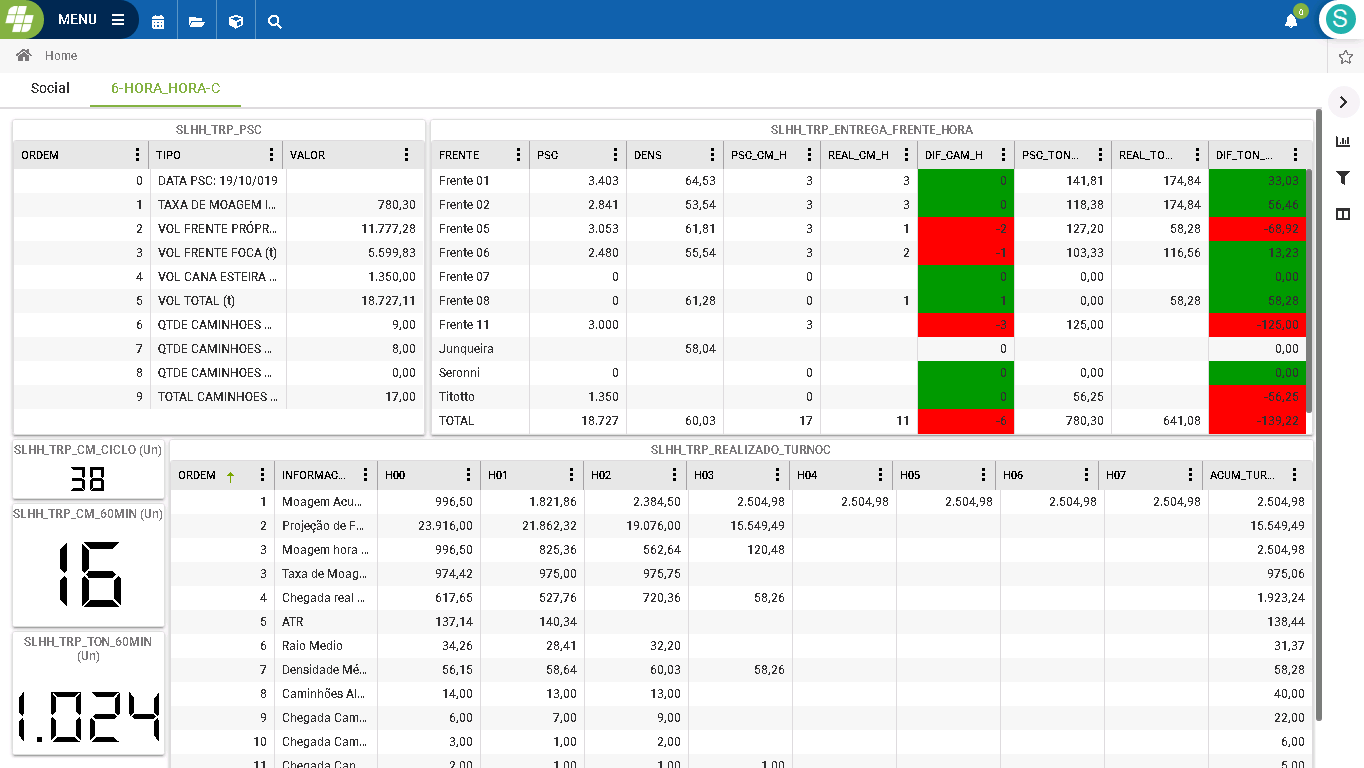 MENU
0
S
Home
Social 6-HORA_HORA-C
SLHH_TRP_PSC
ORDEM TIPO VALOR
0 DATA PSC: 19/10/019
1 TAXA DE MOAGEM I... 780,30
2 VOL FRENTE PRÓPR... 11.777,28
3 VOL FRENTE FOCA (t) 5.599,83
4 VOL CANA ESTEIRA ... 1.350,00
5 VOL TOTAL (t) 18.727,11
6 QTDE CAMINHOES ... 9,00
7 QTDE CAMINHOES ... 8,00
8 QTDE CAMINHOES ... 0,00
9 TOTAL CAMINHOES ... 17,00
SLHH_TRP_ENTREGA_FRENTE_HORA
FRENTE PSC DENS PSC_CM_H REAL_CM_H DIF_CAM_H PSC_TON... REAL_TO... DIF_TON_...
Frente 01 3.403 64,53 3 3 0 141,81 174,84 33,03
Frente 02 2.841 53,54 3 3 0 118,38 174,84 56,46
Frente 05 3.053 61,81 3 1 -2 127,20 58,28 -68,92
Frente 06 2.480 55,54 3 2 -1 103,33 116,56 13,23
Frente 07 0 0 0 0,00 0,00
Frente 08 0 61,28 0 1 1 0,00 58,28 58,28
Frente 11 3.000 3 -3 125,00 -125,00
Junqueira 58,04 0 0,00
Seronni 0 0 0 0,00 0,00
Titotto 1.350 0 0 56,25 -56,25
TOTAL 18.727 60,03 17 11 -6 780,30 641,08 -139,22
SLHH_TRP_CM_CICLO (Un)
38
SLHH_TRP_CM_60MIN (Un)
16
SLHH_TRP_TON_60MIN
(Un)
1.024
SLHH_TRP_REALIZADO_TURNOC
ORDEM INFORMAC... H00 H01 H02 H03 H04 H05 H06 H07 ACUM_TUR...
1 Moagem Acu... 996,50 1.821,86 2.384,50 2.504,98 2.504,98 2.504,98 2.504,98 2.504,98 2.504,98
2 Projeção de F... 23.916,00 21.862,32 19.076,00 15.549,49 15.549,49
3 Moagem hora ... 996,50 825,36 562,64 120,48 2.504,98
3 Taxa de Moag... 974,42 975,00 975,75 975,06
4 Chegada real ... 617,65 527,76 720,36 58,26 1.923,24
5 ATR 137,14 140,34 138,44
6 Raio Medio 34,26 28,41 32,20 31,37
7 Densidade Mé... 56,15 58,64 60,03 58,26 58,28
8 Caminhões Al... 14,00 13,00 13,00 40,00
9 Chegada Cam... 6,00 7,00 9,00 22,00
10 Chegada Cam... 3,00 1,00 2,00 6,00
11 Chegada Can... 2,00 1,00 1,00 1,00 5,00